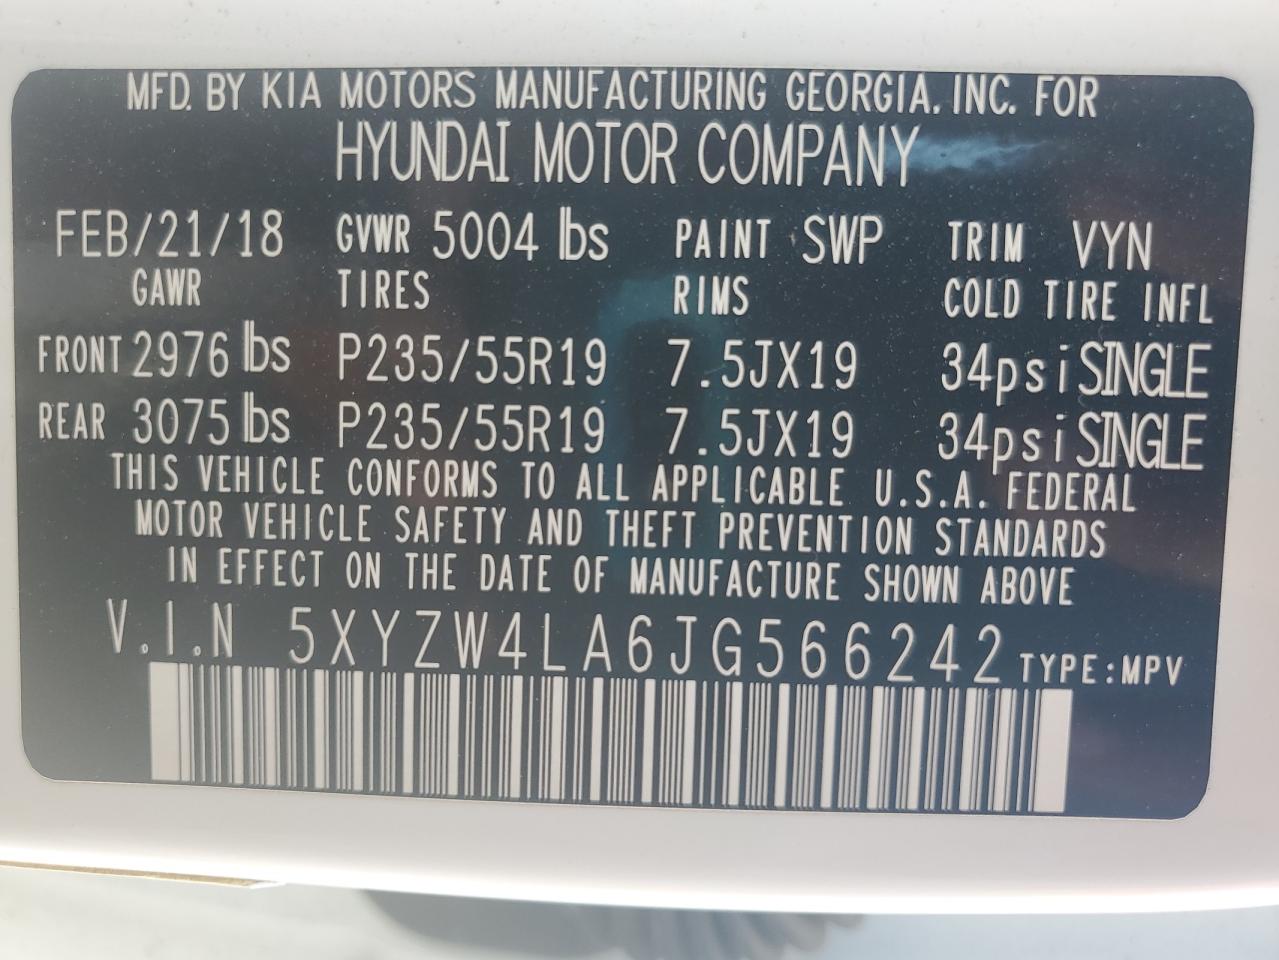 MFD. BY KIA MOTORS MANUFACTURING GEORGIA, INC. FOR
HYUNDAI MOTOR COMPANY
FEB/21/18 GVWR 5004 lbs PAINT SWP TRIM VYN
GAWR TIRES RIMS COLD TIRE INFL
FRONT 2976 lbs P235/55R19 7.5JX19 34psi SINGLE
REAR 3075 lbs P235/55R19 7.5JX19 34psi SINGLE
THIS VEHICLE CONFORMS TO ALL APPLICABLE U.S.A. FEDERAL
MOTOR VEHICLE SAFETY AND THEFT PREVENTION STANDARDS
IN EFFECT ON THE DATE OF MANUFACTURE SHOWN ABOVE
V.I.N 5XYZW4LA6JG566242 TYPE:MPV